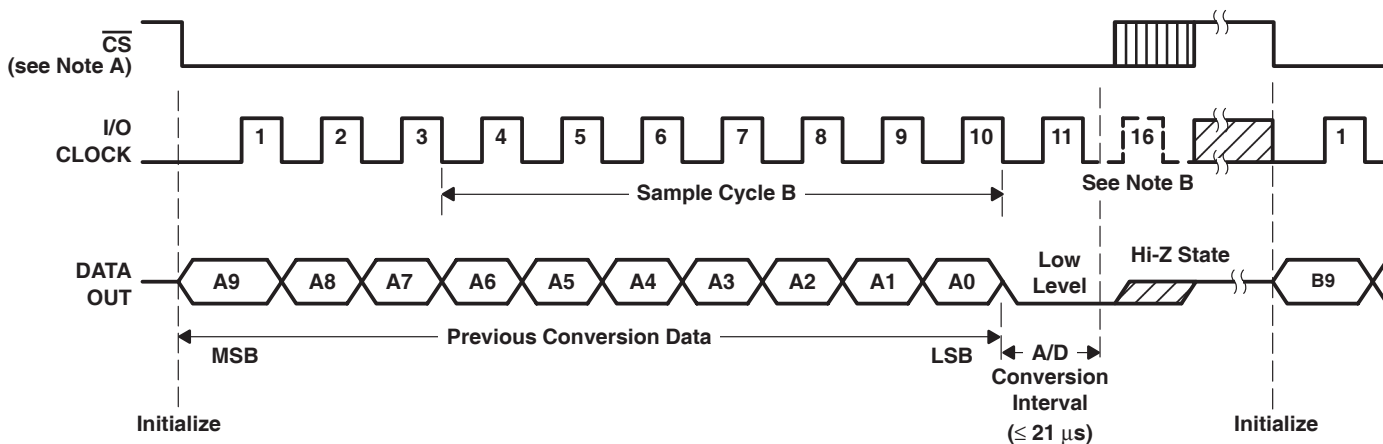 CS
(see Note A)
I/O
CLOCK
1 2 3 4 5 6 7 8 9 10 11 16 1
See Note B
Sample Cycle B
DATA
OUT
A9 A8 A7 A6 A5 A4 A3 A2 A1 A0
Low
Level
Hi-Z State
B9
Previous Conversion Data
MSB
LSB
A/D
Conversion
Interval
(≤ 21 μs)
Initialize
Initialize